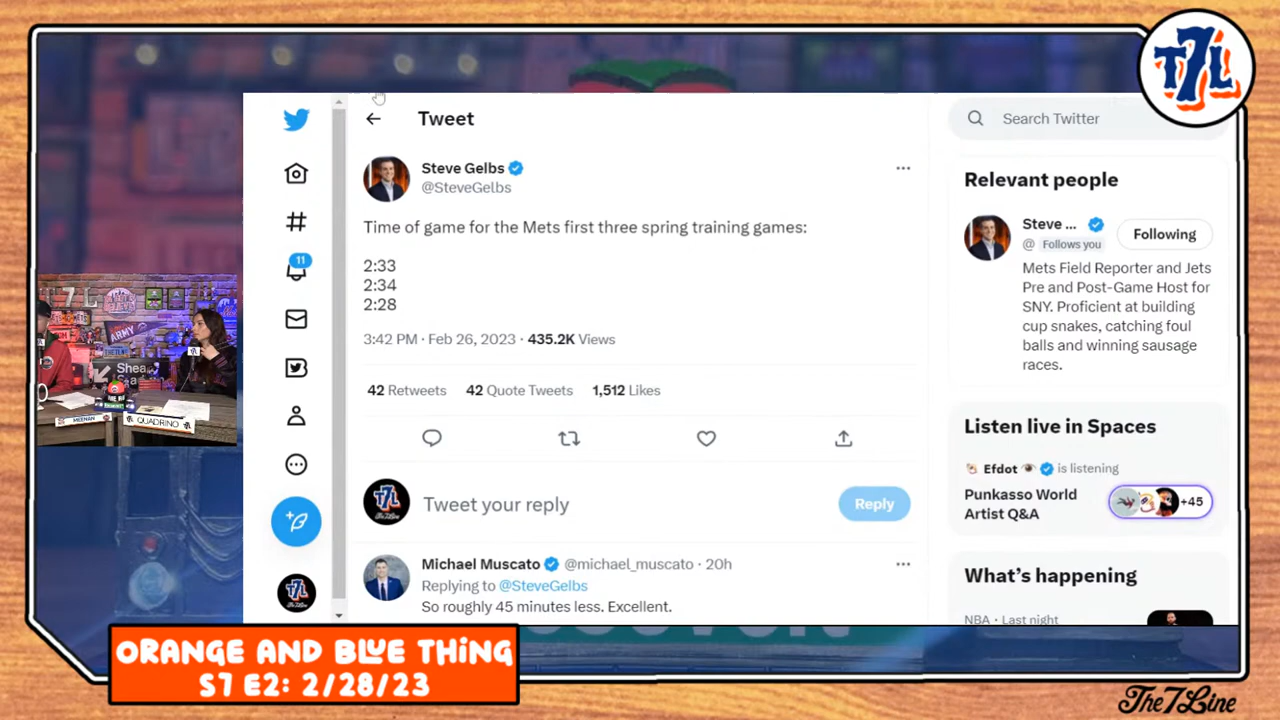 T7L
Tweet
Search Twitter
Steve Gelbs
@SteveGelbs
Time of game for the Mets first three spring training games:
2:33
2:34
2:28
3:42 PM · Feb 26, 2023 · 435.2K Views
42 Retweets 42 Quote Tweets 1,512 Likes
Tweet your reply
Reply
Michael Muscato @michael_muscato · 20h
Replying to @SteveGelbs
So roughly 45 minutes less. Excellent.
11
Relevant people
Steve ...
@ Follows you
Following
Mets Field Reporter and Jets
Pre and Post-Game Host for
SNY. Proficient at building
cup snakes, catching foul
balls and winning sausage
races.
Listen live in Spaces
Efdot is listening
Punkasso World
Artist Q&A
+45
What's happening
NBA · Last night
ARMY
Shea
MEENAN
QUADRINO
ORANGE AND BLUE THING
S7 E2: 2/28/23
The7Line